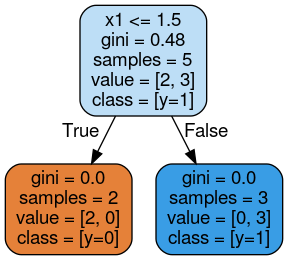 x1 <= 1.5
gini = 0.48
samples = 5
value = [2, 3]
class = [y=1]
True
False
gini = 0.0
samples = 2
value = [2, 0]
class = [y=0]
gini = 0.0
samples = 3
value = [0, 3]
class = [y=1]